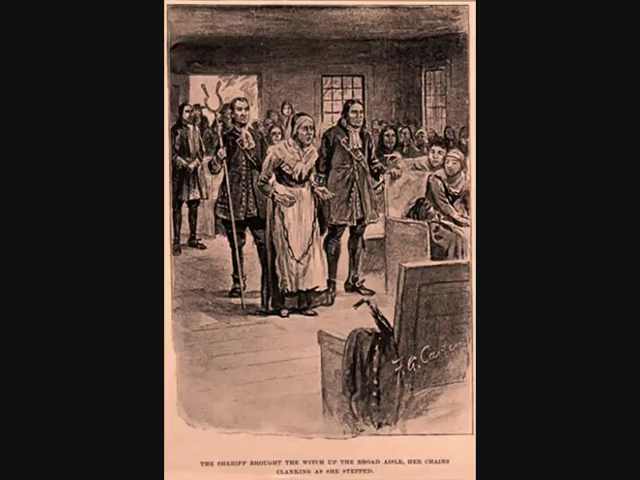 F. G. Carter
THE SHERIFF BROUGHT THE WITCH UP THE BROAD AISLE, HER CHAINS
CLANKING AS SHE STEPPED.